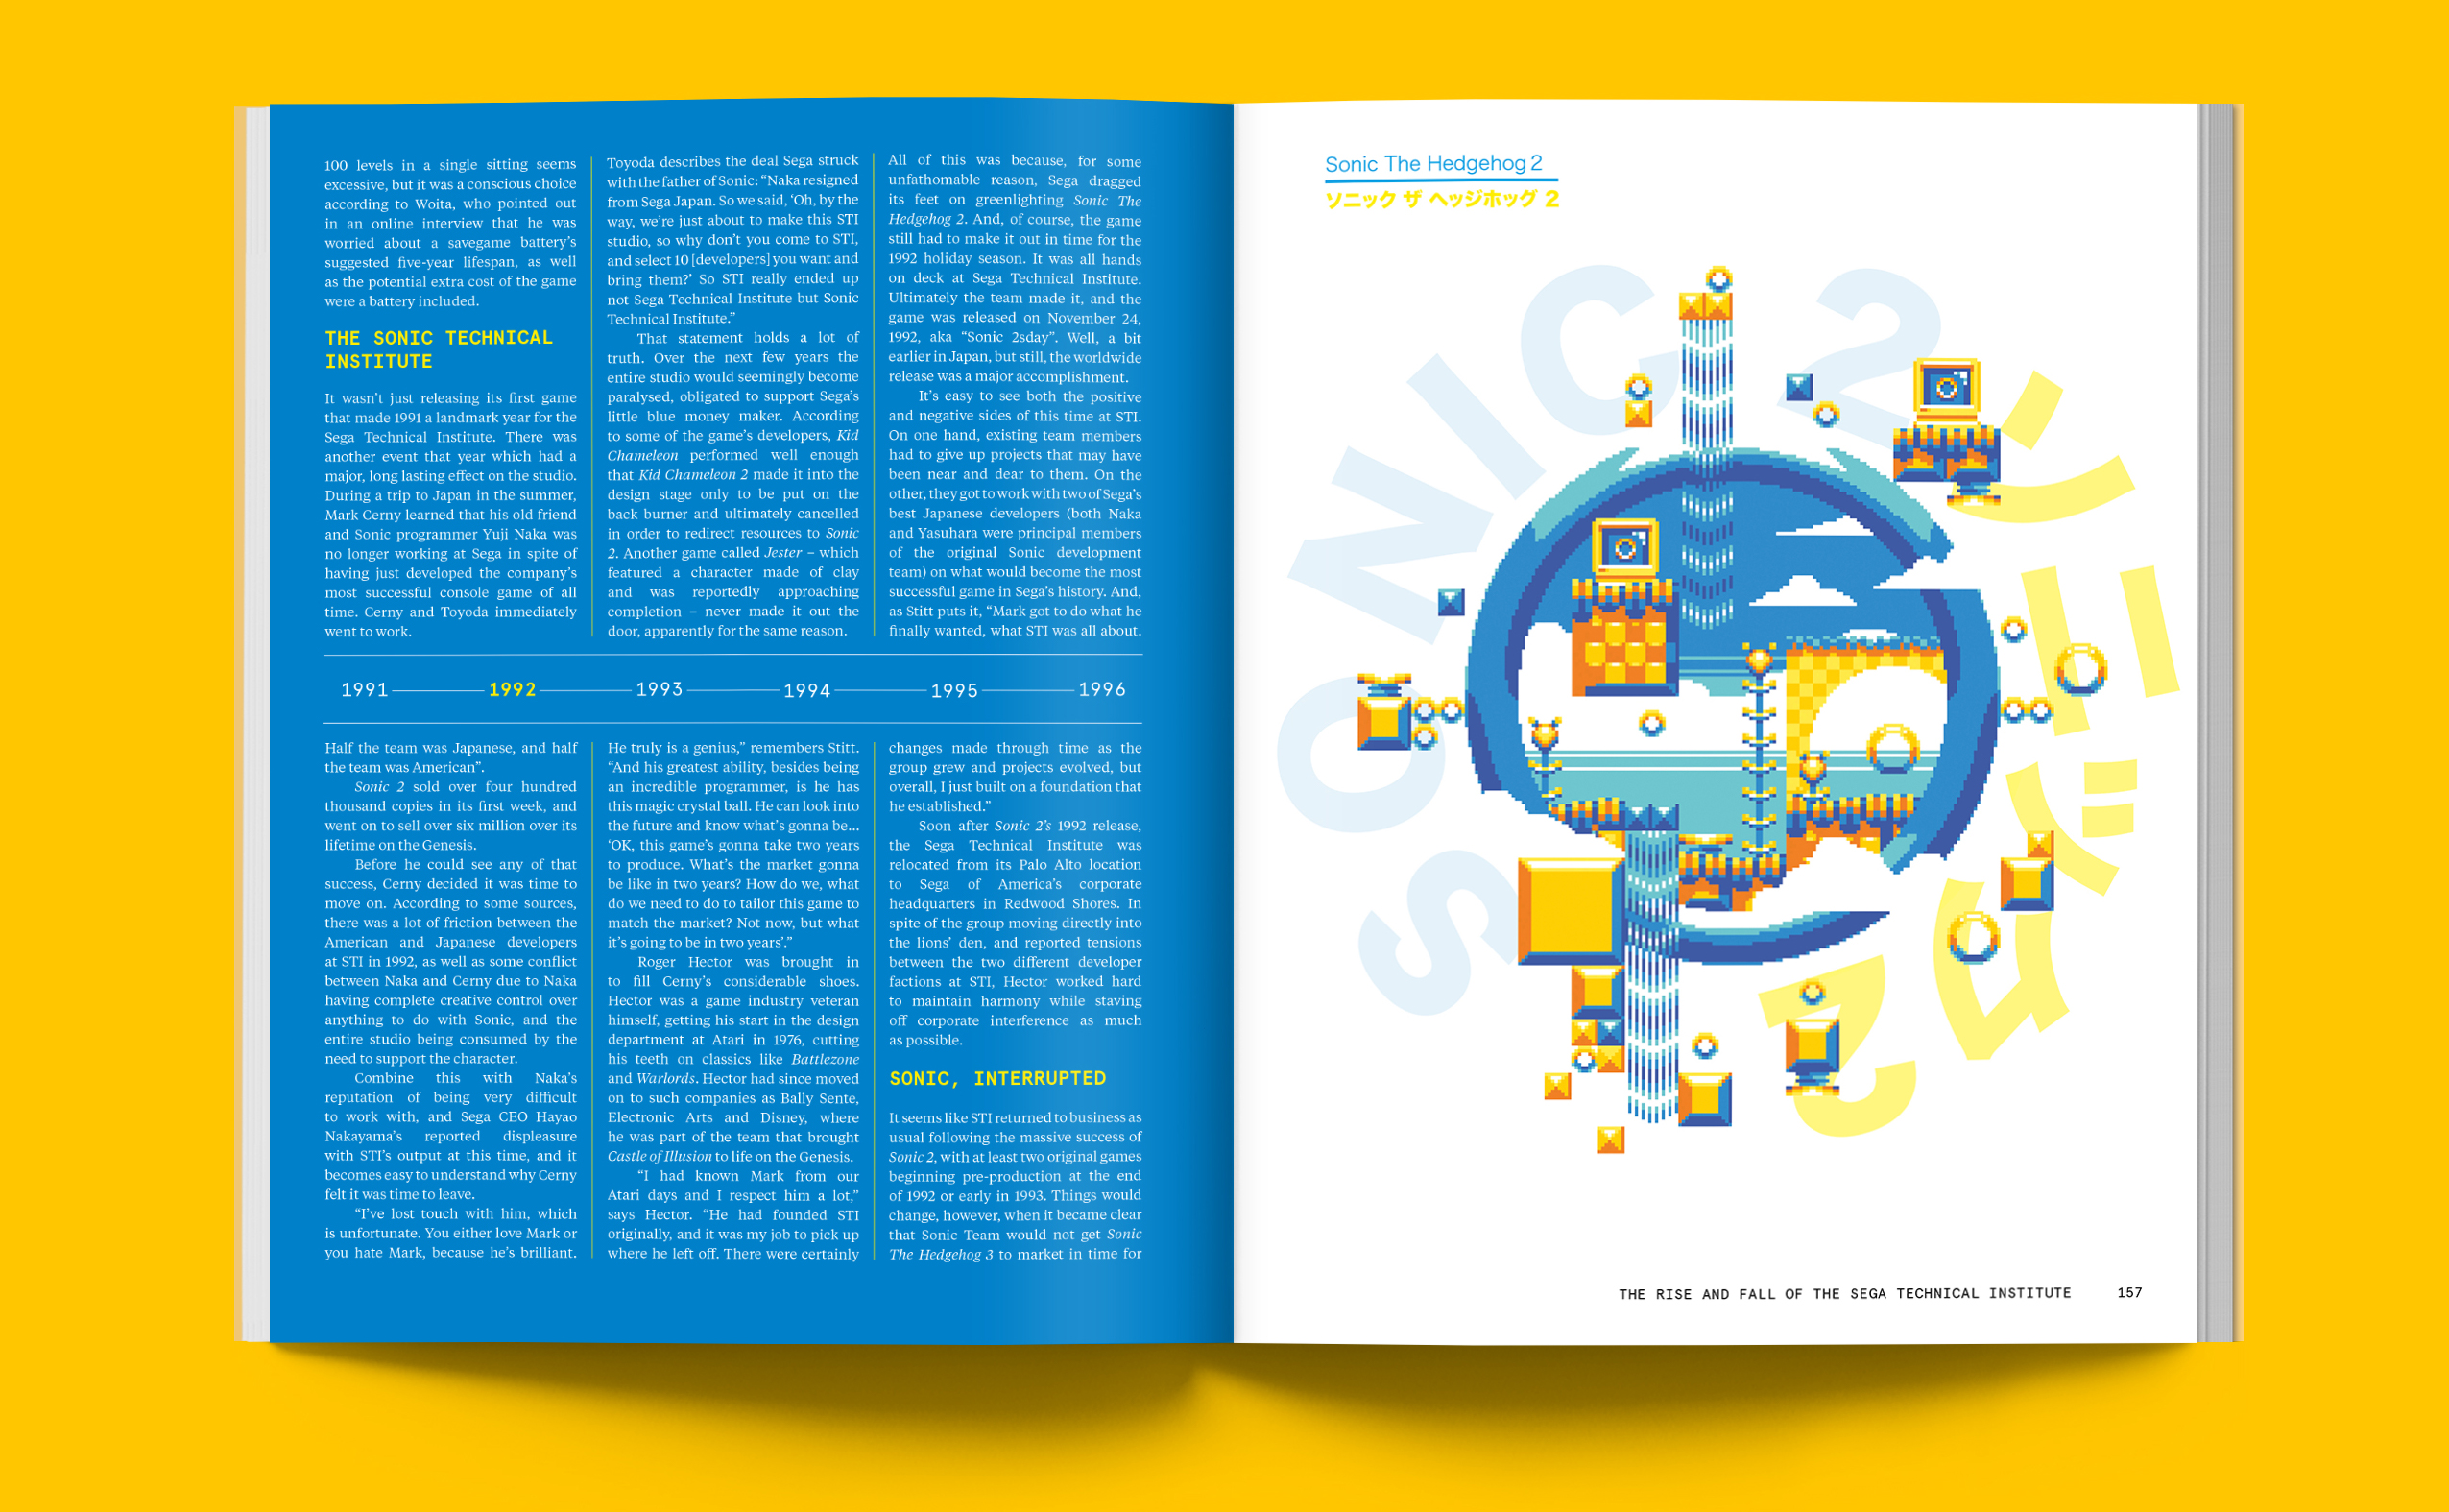 100 levels in a single sitting seems
excessive, but it was a conscious choice
according to Woita, who pointed out
in an online interview that he was
worried about a savegame battery's
suggested five-year lifespan, as well
as the potential extra cost of the game
were a battery included.
THE SONIC TECHNICAL
INSTITUTE
It wasn't just releasing its first game
that made 1991 a landmark year for the
Sega Technical Institute. There was
another event that year which had a
major, long lasting effect on the studio.
During a trip to Japan in the summer,
Mark Cerny learned that his old friend
and Sonic programmer Yuji Naka was
no longer working at Sega in spite of
having just developed the company's
most successful console game of all
time. Cerny and Toyoda immediately
went to work.
Toyoda describes the deal Sega struck
with the father of Sonic: “Naka resigned
from Sega Japan. So we said, ‘Oh, by the
way, we're just about to make this STI
studio, so why don't you come to STI,
and select 10 [developers] you want and
bring them?’ So STI really ended up
not Sega Technical Institute but Sonic
Technical Institute.”
That statement holds a lot of
truth. Over the next few years the
entire studio would seemingly become
paralysed, obligated to support Sega's
little blue money maker. According
to some of the game's developers, Kid
Chameleon performed well enough
that Kid Chameleon 2 made it into the
design stage only to be put on the
back burner and ultimately cancelled
in order to redirect resources to Sonic
2. Another game called Jester – which
featured a character made of clay
and was reportedly approaching
completion – never made it out the
door, apparently for the same reason.
All of this was because, for some
unfathomable reason, Sega dragged
its feet on greenlighting Sonic The
Hedgehog 2. And, of course, the game
still had to make it out in time for the
1992 holiday season. It was all hands
on deck at Sega Technical Institute.
Ultimately the team made it, and the
game was released on November 24,
1992, aka “Sonic 2sday”. Well, a bit
earlier in Japan, but still, the worldwide
release was a major accomplishment.
It's easy to see both the positive
and negative sides of this time at STI.
On one hand, existing team members
had to give up projects that may have
been near and dear to them. On the
other, they got to work with two of Sega's
best Japanese developers (both Naka
and Yasuhara were principal members
of the original Sonic development
team) on what would become the most
successful game in Sega's history. And,
as Stitt puts it, “Mark got to do what he
finally wanted, what STI was all about.
1991 1992 1993 1994 1995 1996
Half the team was Japanese, and half
the team was American”.
Sonic 2 sold over four hundred
thousand copies in its first week, and
went on to sell over six million over its
lifetime on the Genesis.
Before he could see any of that
success, Cerny decided it was time to
move on. According to some sources,
there was a lot of friction between the
American and Japanese developers
at STI in 1992, as well as some conflict
between Naka and Cerny due to Naka
having complete creative control over
anything to do with Sonic, and the
entire studio being consumed by the
need to support the character.
Combine this with Naka's
reputation of being very difficult
to work with, and Sega CEO Hayao
Nakayama's reported displeasure
with STI's output at this time, and it
becomes easy to understand why Cerny
felt it was time to leave.
“I've lost touch with him, which
is unfortunate. You either love Mark or
you hate Mark, because he's brilliant.
He truly is a genius,” remembers Stitt.
“And his greatest ability, besides being
an incredible programmer, is he has
this magic crystal ball. He can look into
the future and know what's gonna be...
‘OK, this game's gonna take two years
to produce. What's the market gonna
be like in two years? How do we, what
do we need to do to tailor this game to
match the market? Not now, but what
it's going to be in two years’.”
Roger Hector was brought in
to fill Cerny's considerable shoes.
Hector was a game industry veteran
himself, getting his start in the design
department at Atari in 1976, cutting
his teeth on classics like Battlezone
and Warlords. Hector had since moved
on to such companies as Bally Sente,
Electronic Arts and Disney, where
he was part of the team that brought
Castle of Illusion to life on the Genesis.
“I had known Mark from our
Atari days and I respect him a lot,”
says Hector. “He had founded STI
originally, and it was my job to pick up
where he left off. There were certainly
changes made through time as the
group grew and projects evolved, but
overall, I just built on a foundation that
he established.”
Soon after Sonic 2's 1992 release,
the Sega Technical Institute was
relocated from its Palo Alto location
to Sega of America's corporate
headquarters in Redwood Shores. In
spite of the group moving directly into
the lions' den, and reported tensions
between the two different developer
factions at STI, Hector worked hard
to maintain harmony while staving
off corporate interference as much
as possible.
SONIC, INTERRUPTED
It seems like STI returned to business as
usual following the massive success of
Sonic 2, with at least two original games
beginning pre-production at the end
of 1992 or early in 1993. Things would
change, however, when it became clear
that Sonic Team would not get Sonic
The Hedgehog 3 to market in time for
Sonic The Hedgehog 2
ソニック ザ ヘッジホッグ 2
SONIC 2
ソニック 2
THE RISE AND FALL OF THE SEGA TECHNICAL INSTITUTE 157